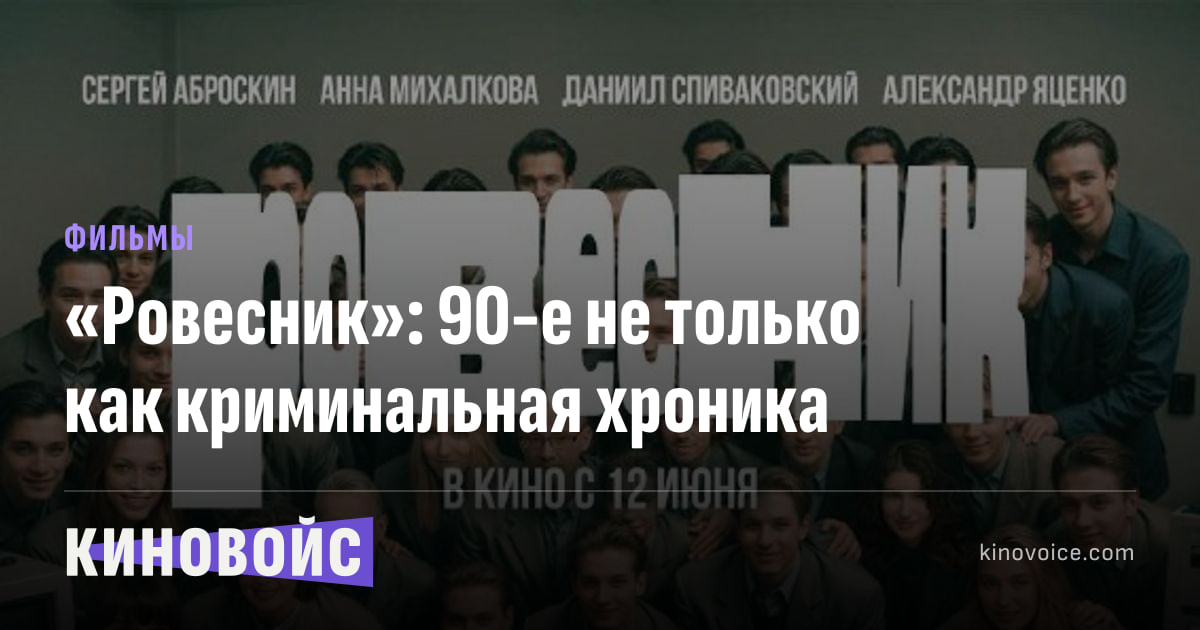 СЕРГЕЙ АБРОСКИН АННА МИХАЛКОВА ДАНИИЛ СПИВАКОВСКИЙ АЛЕКСАНДР ЯЦЕНКО
РОВЕСНИК
ФИЛЬМЫ
«Ровесник»: 90-е не только
как криминальная хроника
В КИНО С 12 ИЮНЯ
КИНОВОЙС
kinovoice.com